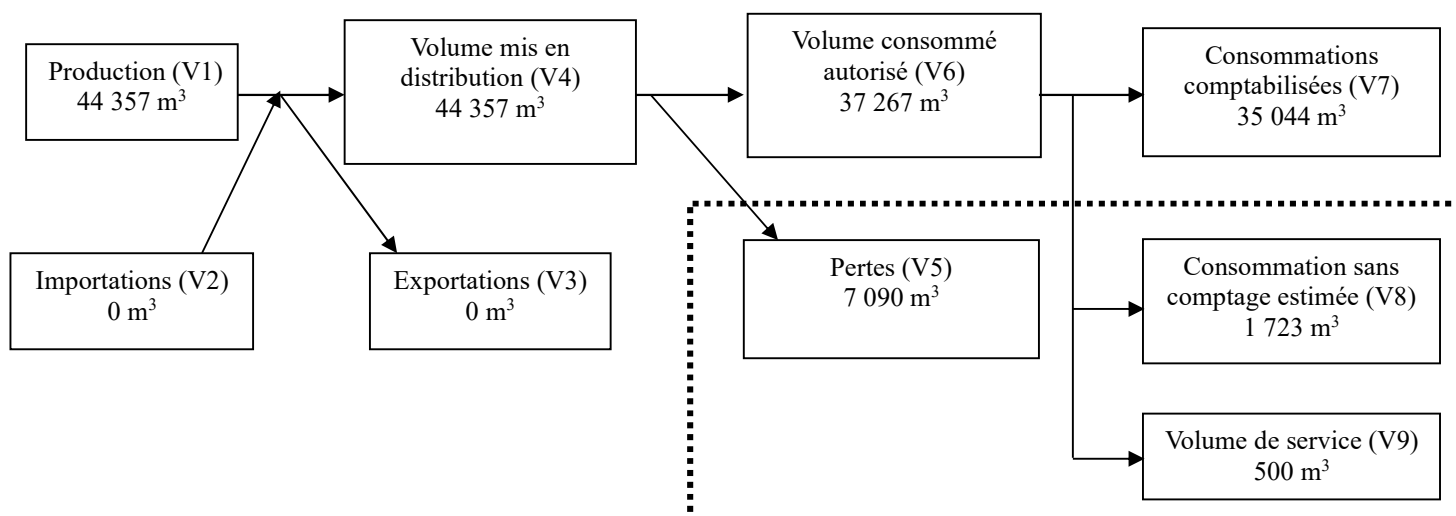 Production (V1)
44 357 m³
Volume mis en
distribution (V4)
44 357 m³
Volume consommé
autorisé (V6)
37 267 m³
Consommations
comptabilisées (V7)
35 044 m³
Importations (V2)
0 m³
Exportations (V3)
0 m³
Pertes (V5)
7 090 m³
Consommation sans
comptage estimée (V8)
1 723 m³
Volume de service (V9)
500 m³